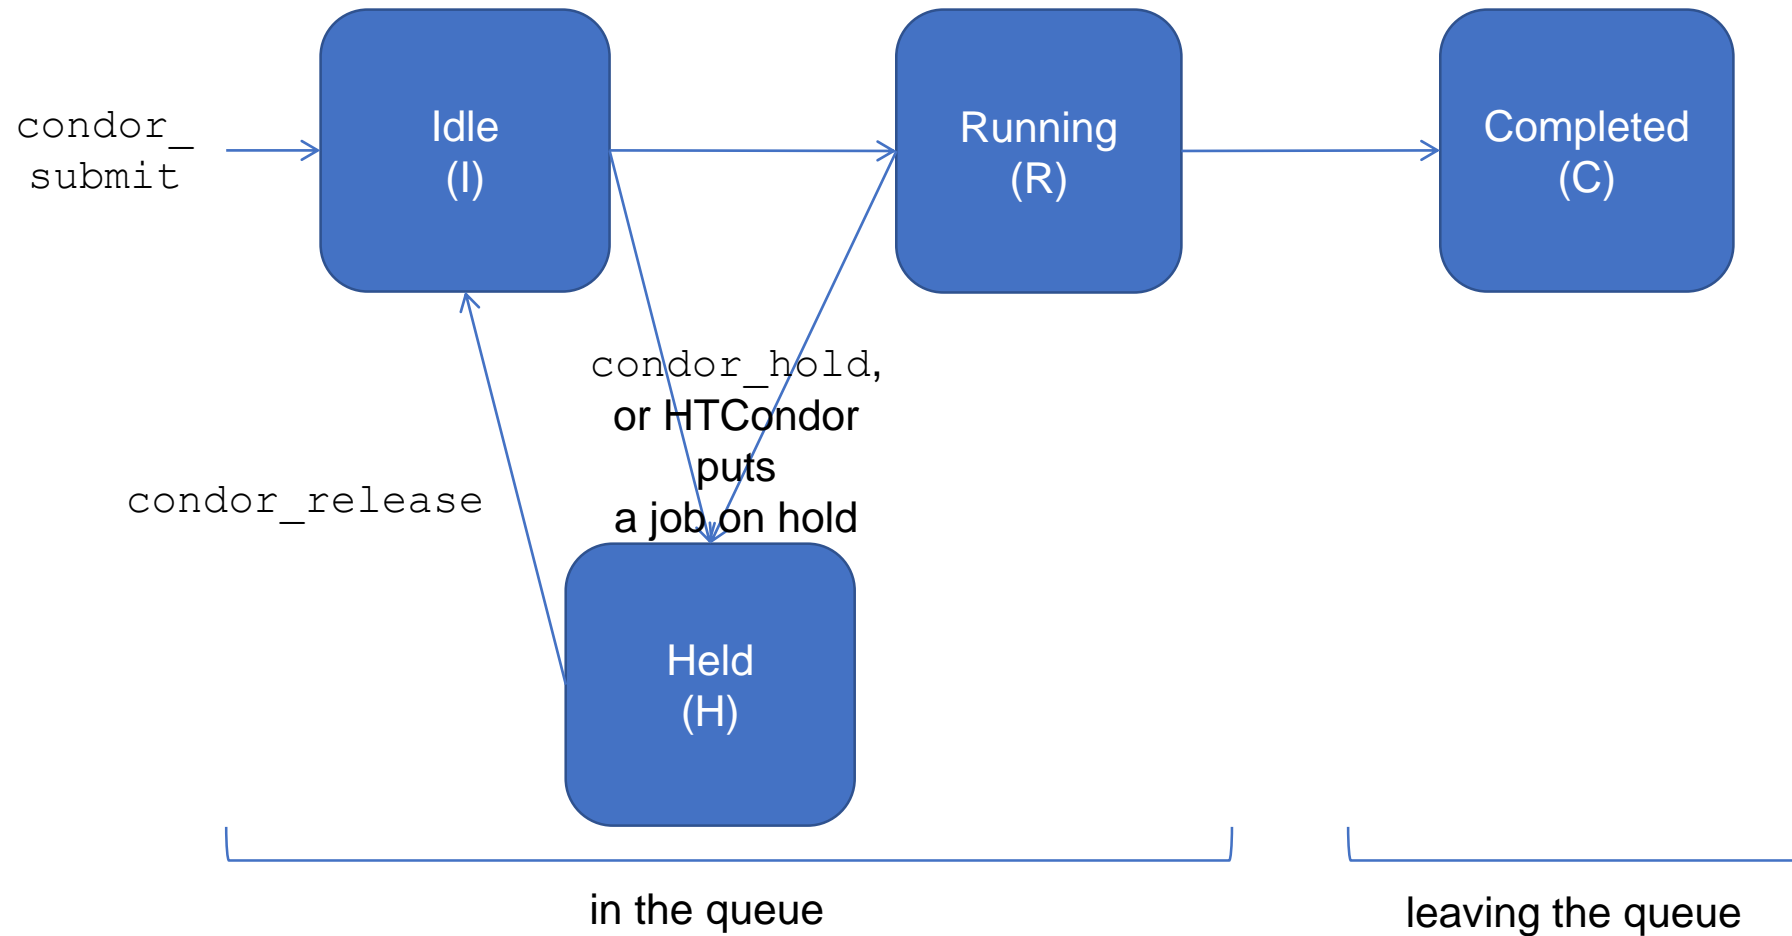 condor_
submit
Idle
(I)
Running
(R)
Completed
(C)
condor_hold,
or HTCondor
puts
a job on hold
condor_release
Held
(H)
in the queue
leaving the queue